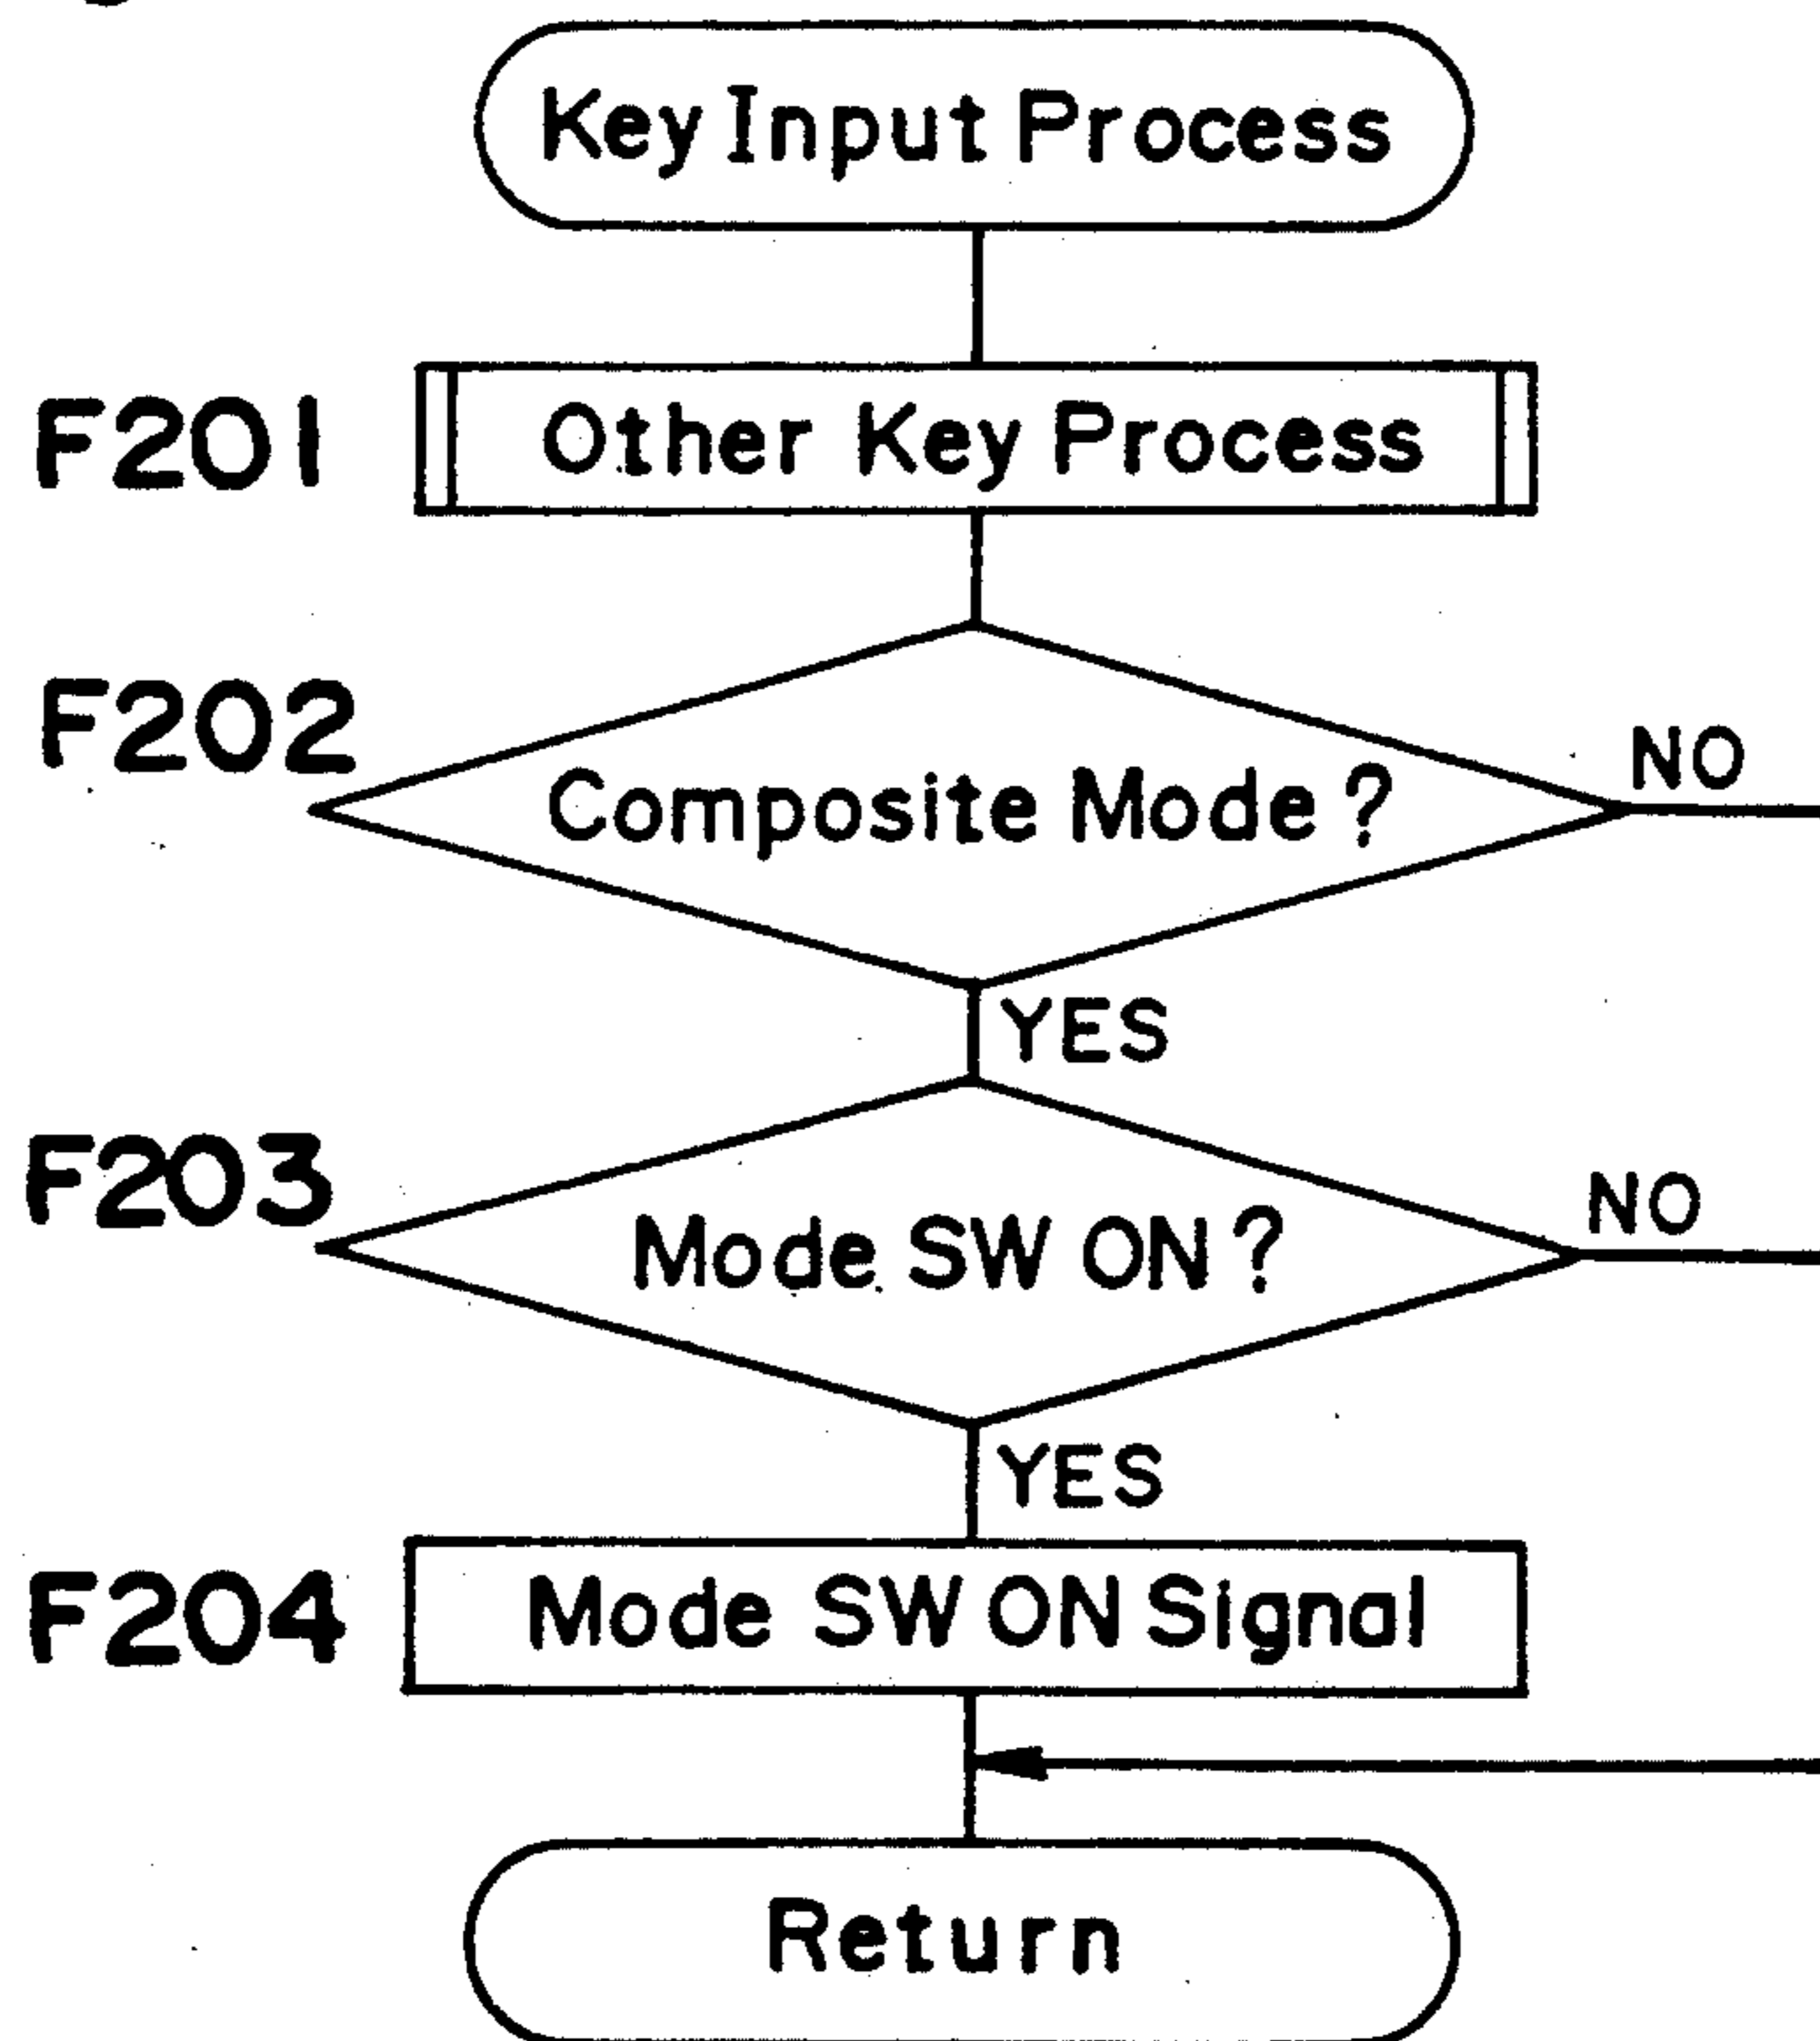 Key Input Process
F201
Other Key Process
F202
Composite Mode ?
NO
YES
F203
Mode SW ON ?
NO
YES
F204
Mode SW ON Signal
Return